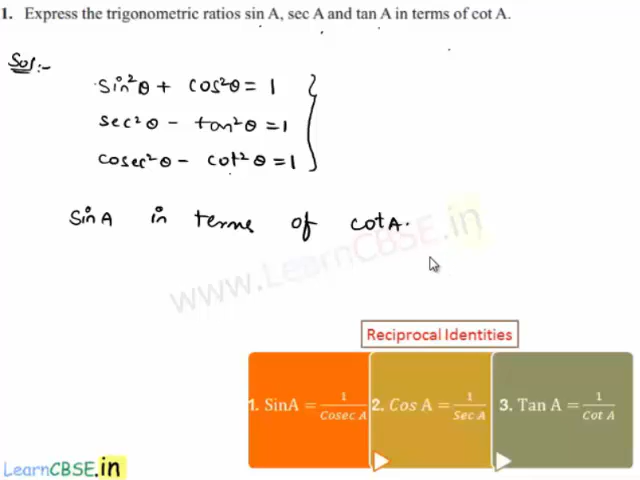 1. Express the trigonometric ratios sin A, sec A and tan A in terms of cot A.
Sol:-
sin²θ + cos²θ = 1
sec²θ - tan²θ = 1
cosec²θ - cot²θ = 1
sin A in terms of cot A.
www.LearnCBSE.in
Reciprocal Identities
1. SinA = 1/Cosec A
2. Cos A = 1/Sec A
3. Tan A = 1/Cot A
LearnCBSE.in